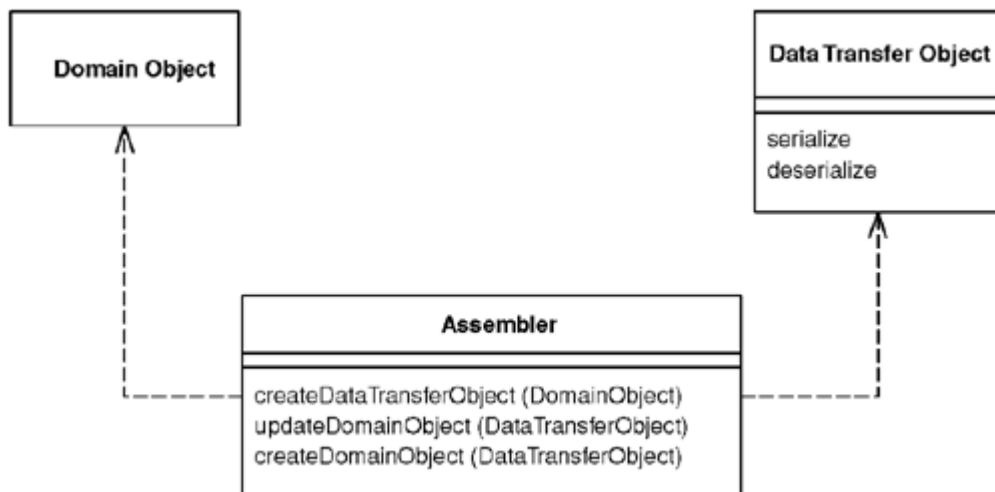 Domain Object
Data Transfer Object
serialize
deserialize
Assembler
createDataTransferObject (DomainObject)
updateDomainObject (DataTransferObject)
createDomainObject (DataTransferObject)